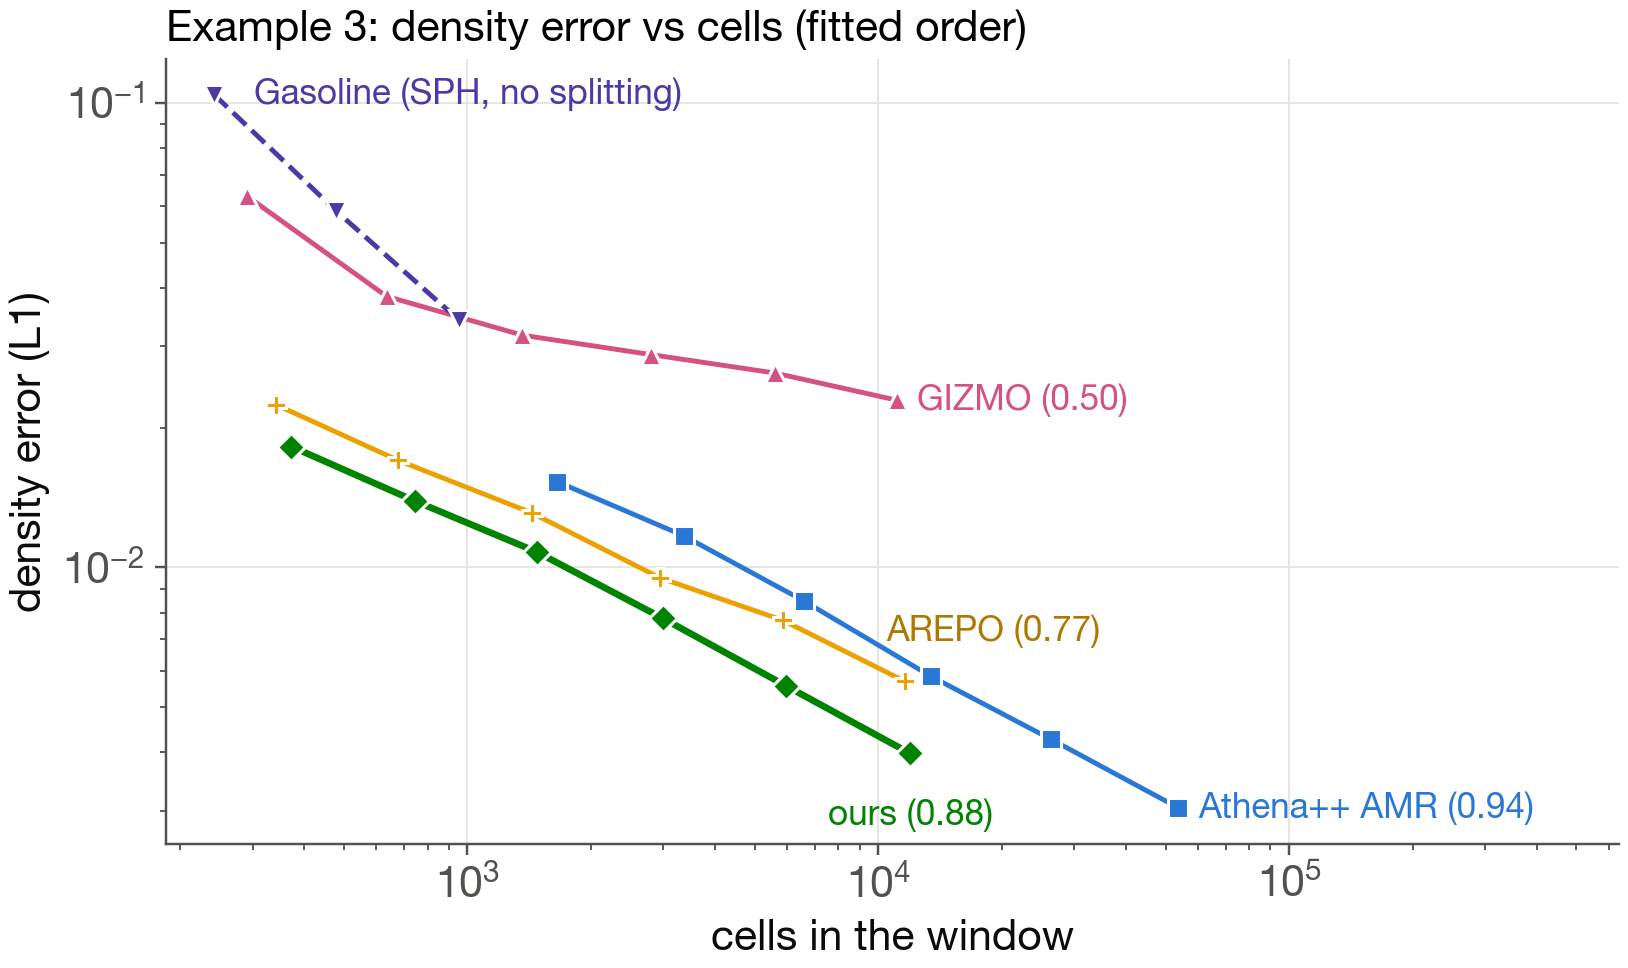 Example 3: density error vs cells (fitted order)
10⁻¹
Gasoline (SPH, no splitting)
GIZMO (0.50)
density error (L1)
10⁻²
AREPO (0.77)
ours (0.88)
Athena++ AMR (0.94)
10³
10⁴
10⁵
cells in the window